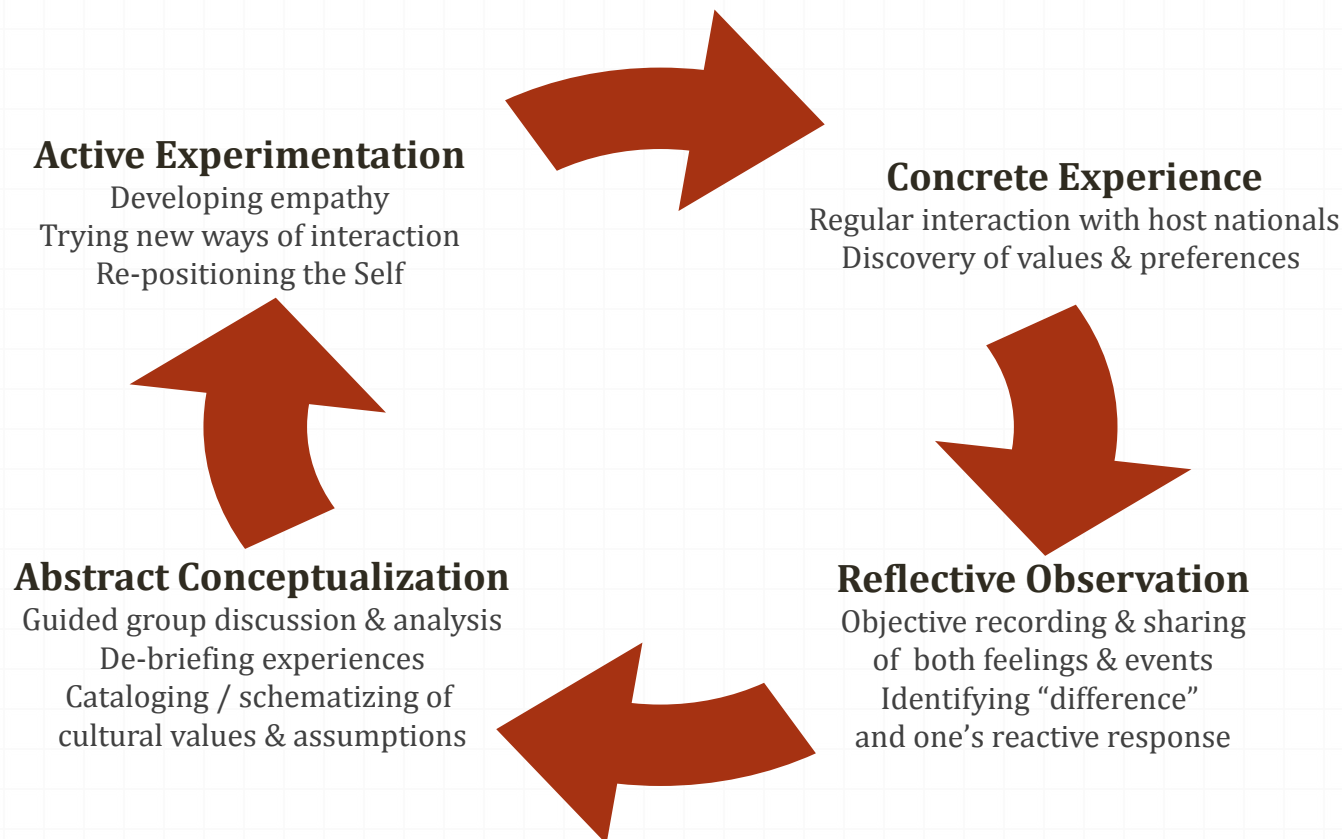 Active Experimentation
Developing empathy
Trying new ways of interaction
Re-positioning the Self
Concrete Experience
Regular interaction with host nationals
Discovery of values & preferences
Reflective Observation
Objective recording & sharing
of both feelings & events
Identifying “difference”
and one’s reactive response
Abstract Conceptualization
Guided group discussion & analysis
De-briefing experiences
Cataloging / schematizing of
cultural values & assumptions